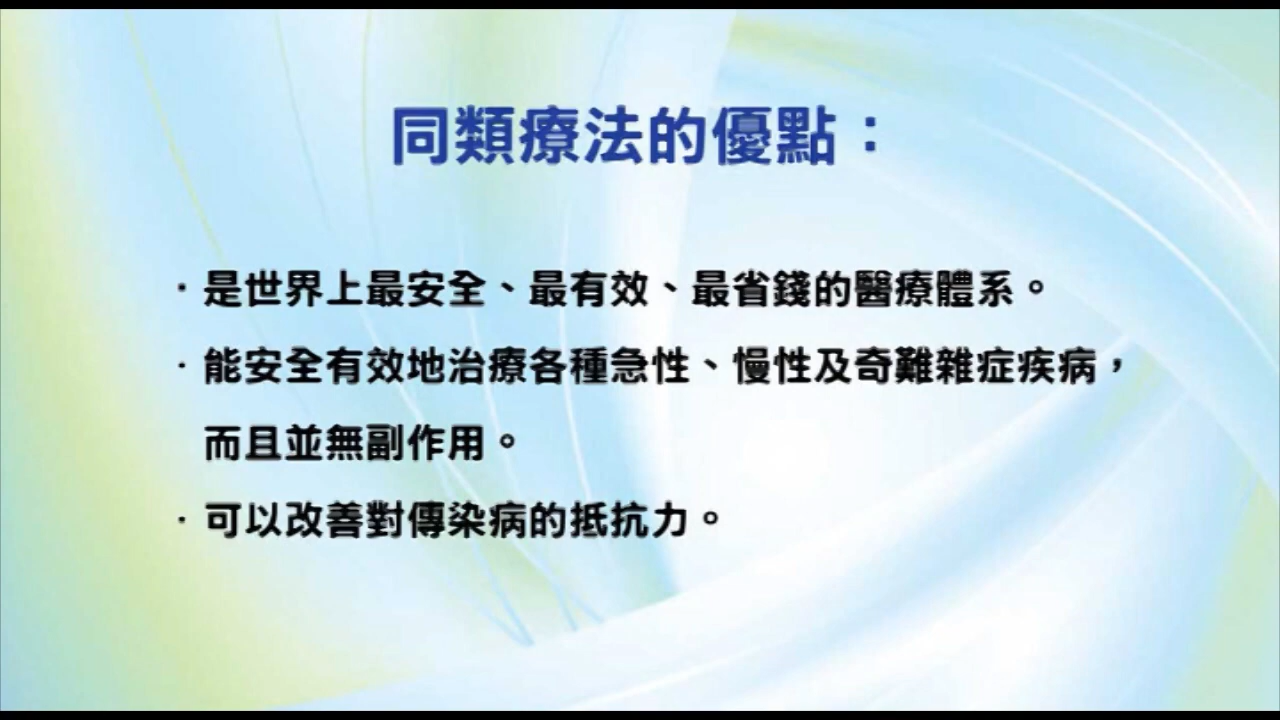 同類療法的優點：
·是世界上最安全、最有效、最省錢的醫療體系。
·能安全有效地治療各種急性、慢性及奇難雜症疾病，
而且並無副作用。
·可以改善對傳染病的抵抗力。